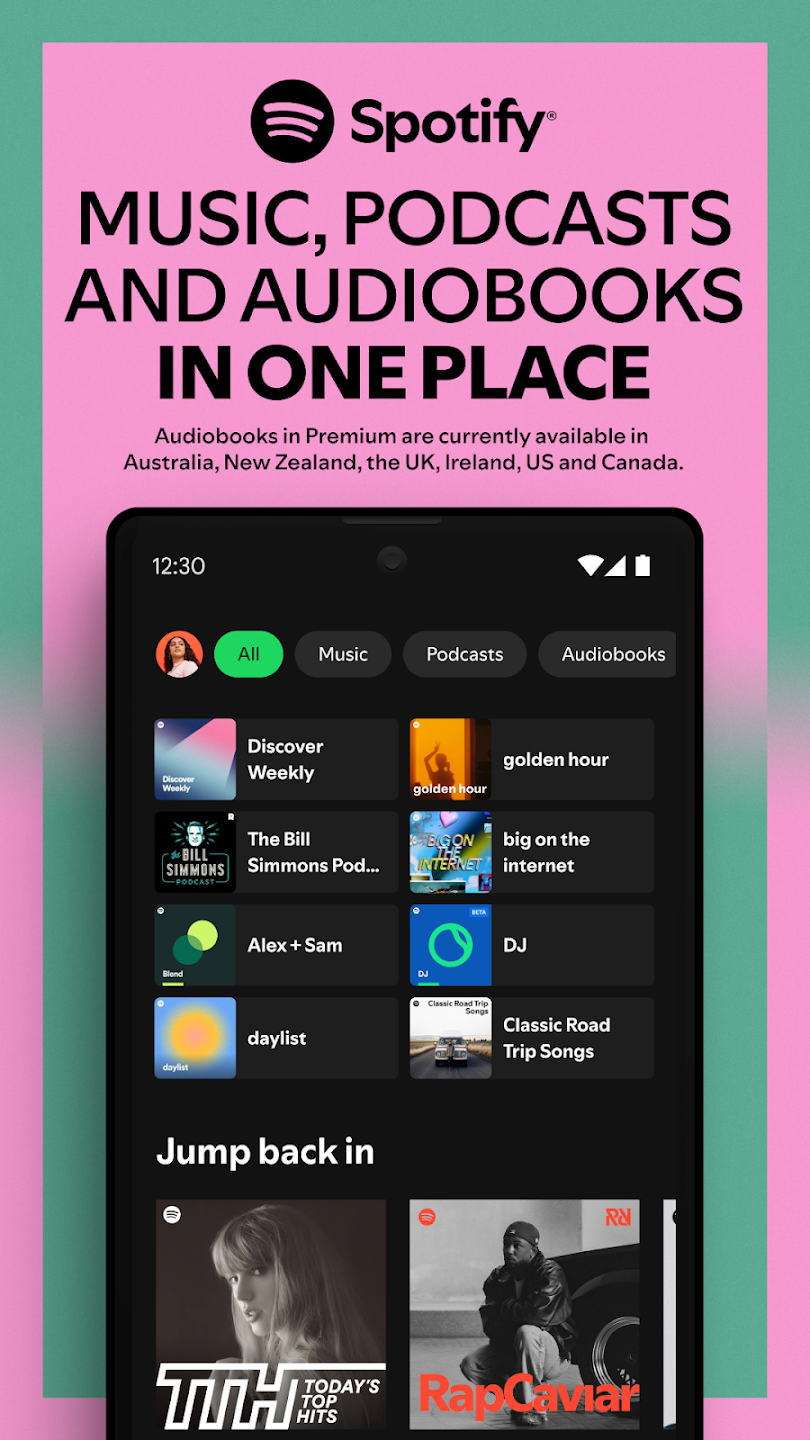 Spotify®
MUSIC, PODCASTS
AND AUDIOBOOKS
IN ONE PLACE
Audiobooks in Premium are currently available in
Australia, New Zealand, the UK, Ireland, US and Canada.
12:30
All
Music
Podcasts
Audiobooks
Discover
Weekly
Discover
Weekly
golden hour
golden hour
the BILL
SIMMONS
PODCAST
The Bill
Simmons Pod...
BIG ON
THE
INTERNET
big on the
internet
Blend
Alex + Sam
BETA
DJ
DJ
daylist
daylist
Classic Road Trip
Songs
Classic Road
Trip Songs
Jump back in
TTH TODAY'S
TOP
HITS
RapCaviar